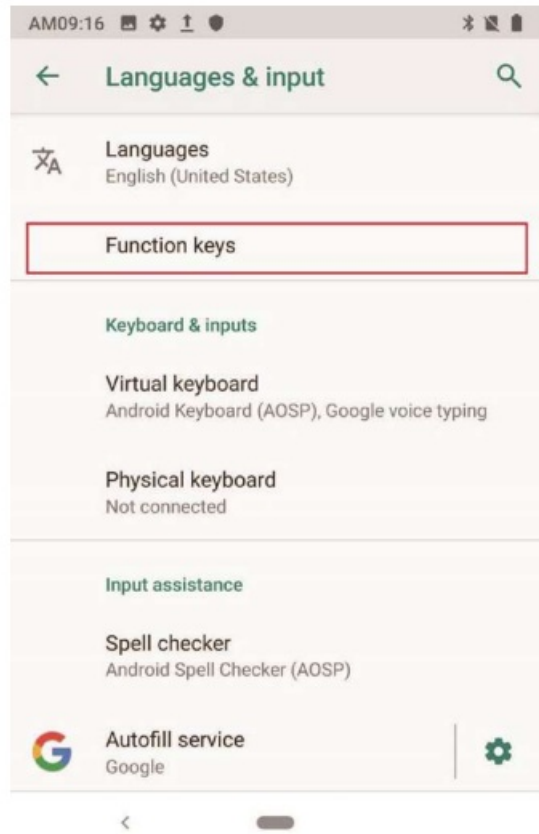 AM09:16
Languages & input
Languages
English (United States)
Function keys
Keyboard & inputs
Virtual keyboard
Android Keyboard (AOSP), Google voice typing
Physical keyboard
Not connected
Input assistance
Spell checker
Android Spell Checker (AOSP)
Autofill service
Google